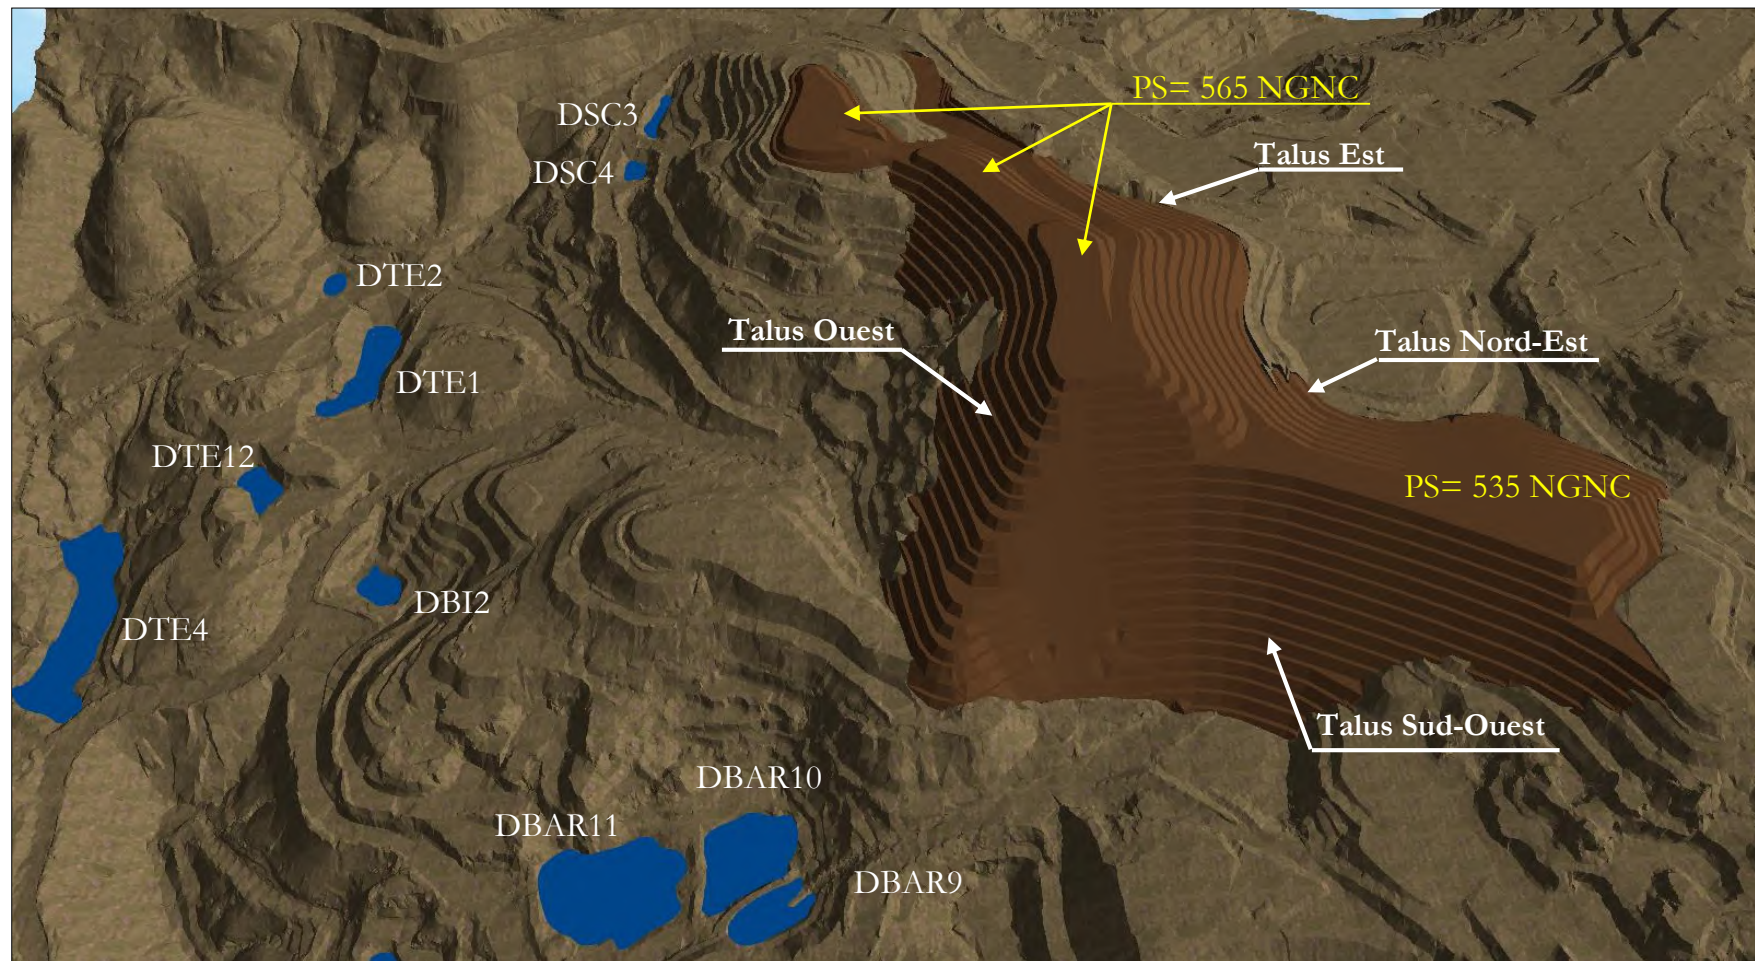 PS= 565 NGNC
DSC3
Talus Est
DSC4
DTE2
Talus Ouest
Talus Nord-Est
DTE1
DTE12
PS= 535 NGNC
DBI2
DTE4
Talus Sud-Ouest
DBAR10
DBAR11
DBAR9